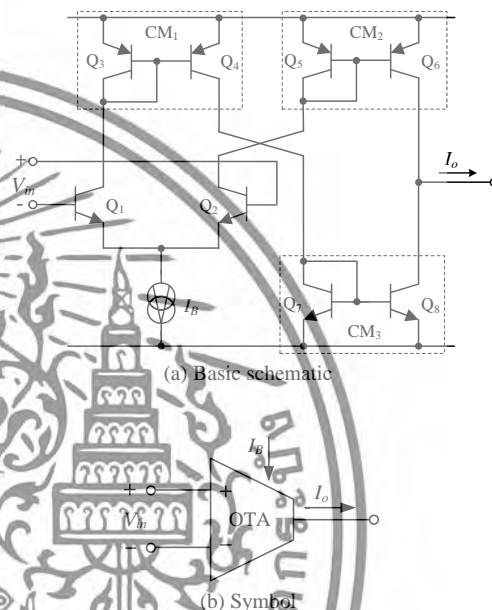 CM1 CM2
Q3 Q4 Q5 Q6
Io
+
Vin
-
Q1 Q2
IB
Q7 Q8
CM3
(a) Basic schematic
IB
+ + Io
Vin OTA
- -
(b) Symbol